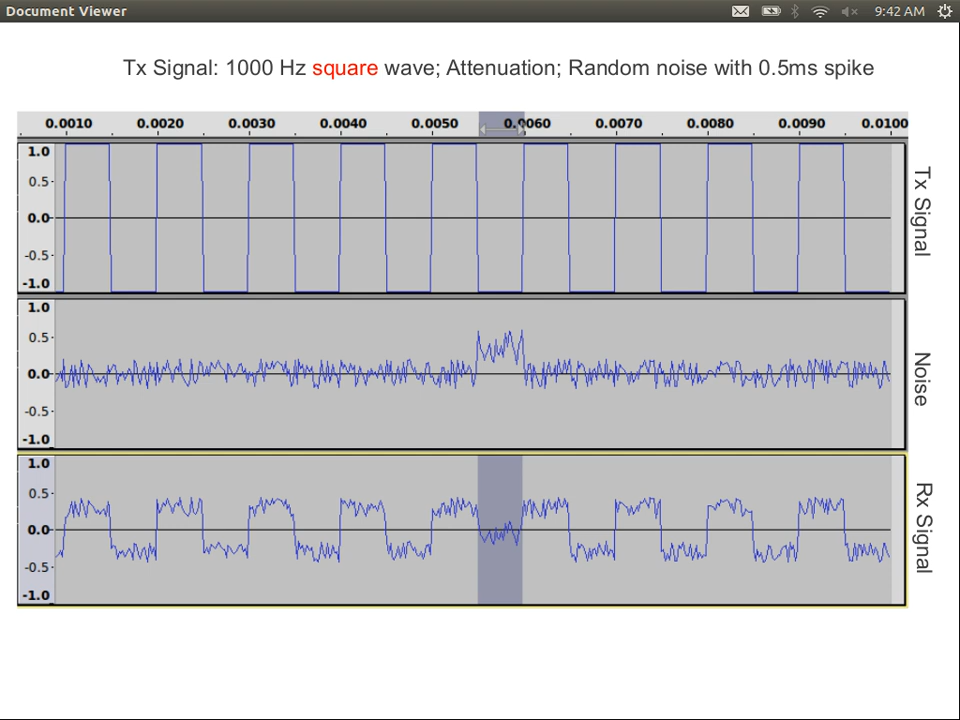 Document Viewer 9:42 AM
Tx Signal: 1000 Hz square wave; Attenuation; Random noise with 0.5ms spike
0.0010 0.0020 0.0030 0.0040 0.0050 0.0060 0.0070 0.0080 0.0090 0.0100
1.0
0.5
0.0
-0.5
-1.0
Tx Signal
1.0
0.5
0.0
-0.5
-1.0
Noise
1.0
0.5
0.0
-0.5
-1.0
Rx Signal